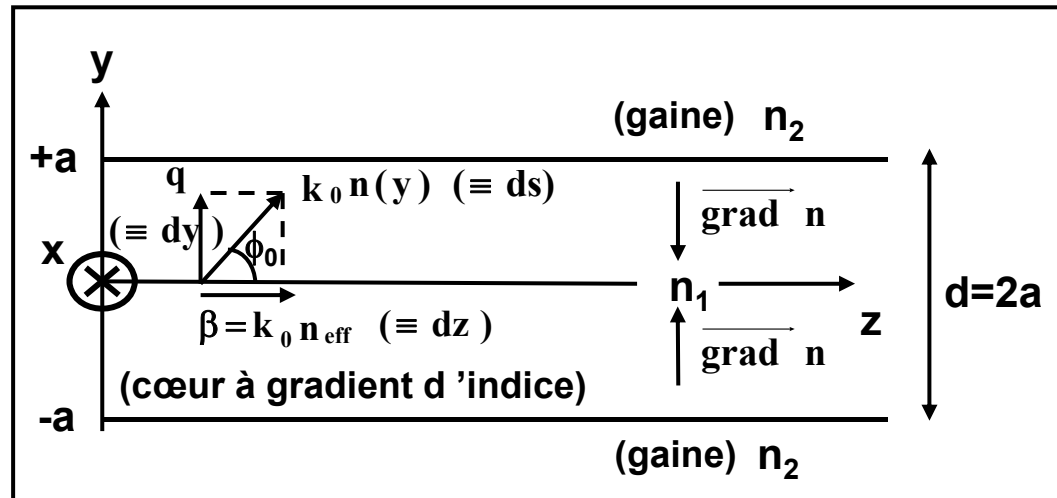 y
(gaine) n₂
+a
q
k₀ n(y) (≡ ds)
grad n
(≡ dy)
ϕ₀
x
n₁
d=2a
z
β=k₀ n_eff (≡ dz)
grad n
(cœur à gradient d ’indice)
-a
(gaine) n₂